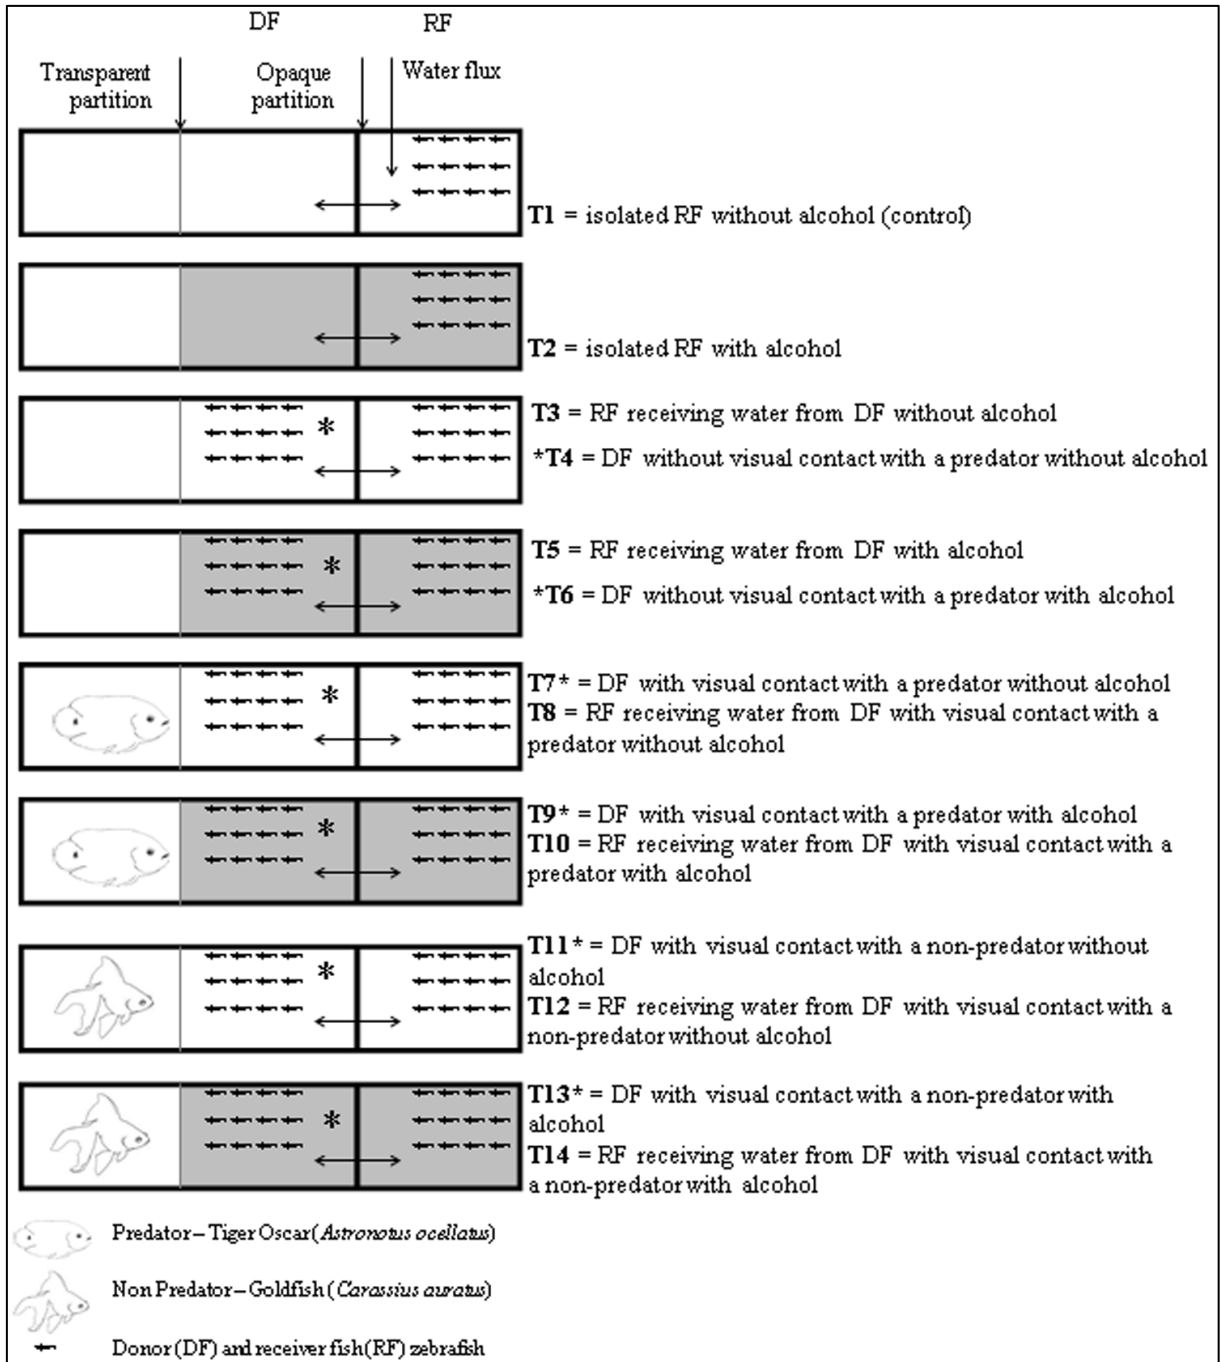 DF
RF
Transparent
partition
Opaque
partition
Water flux
T1 = isolated RF without alcohol (control)
T2 = isolated RF with alcohol
*
T3 = RF receiving water from DF without alcohol
*T4 = DF without visual contact with a predator without alcohol
*
T5 = RF receiving water from DF with alcohol
*T6 = DF without visual contact with a predator with alcohol
*
T7* = DF with visual contact with a predator without alcohol
T8 = RF receiving water from DF with visual contact with a
predator without alcohol
*
T9* = DF with visual contact with a predator with alcohol
T10 = RF receiving water from DF with visual contact with a
predator with alcohol
*
T11* = DF with visual contact with a non-predator without
alcohol
T12 = RF receiving water from DF with visual contact with a
non-predator without alcohol
*
T13* = DF with visual contact with a non-predator with
alcohol
T14 = RF receiving water from DF with visual contact with
a non-predator with alcohol
Predator – Tiger Oscar (Astronotus ocellatus)
Non Predator – Goldfish (Carassius auratus)
Donor (DF) and receiver fish (RF) zebrafish